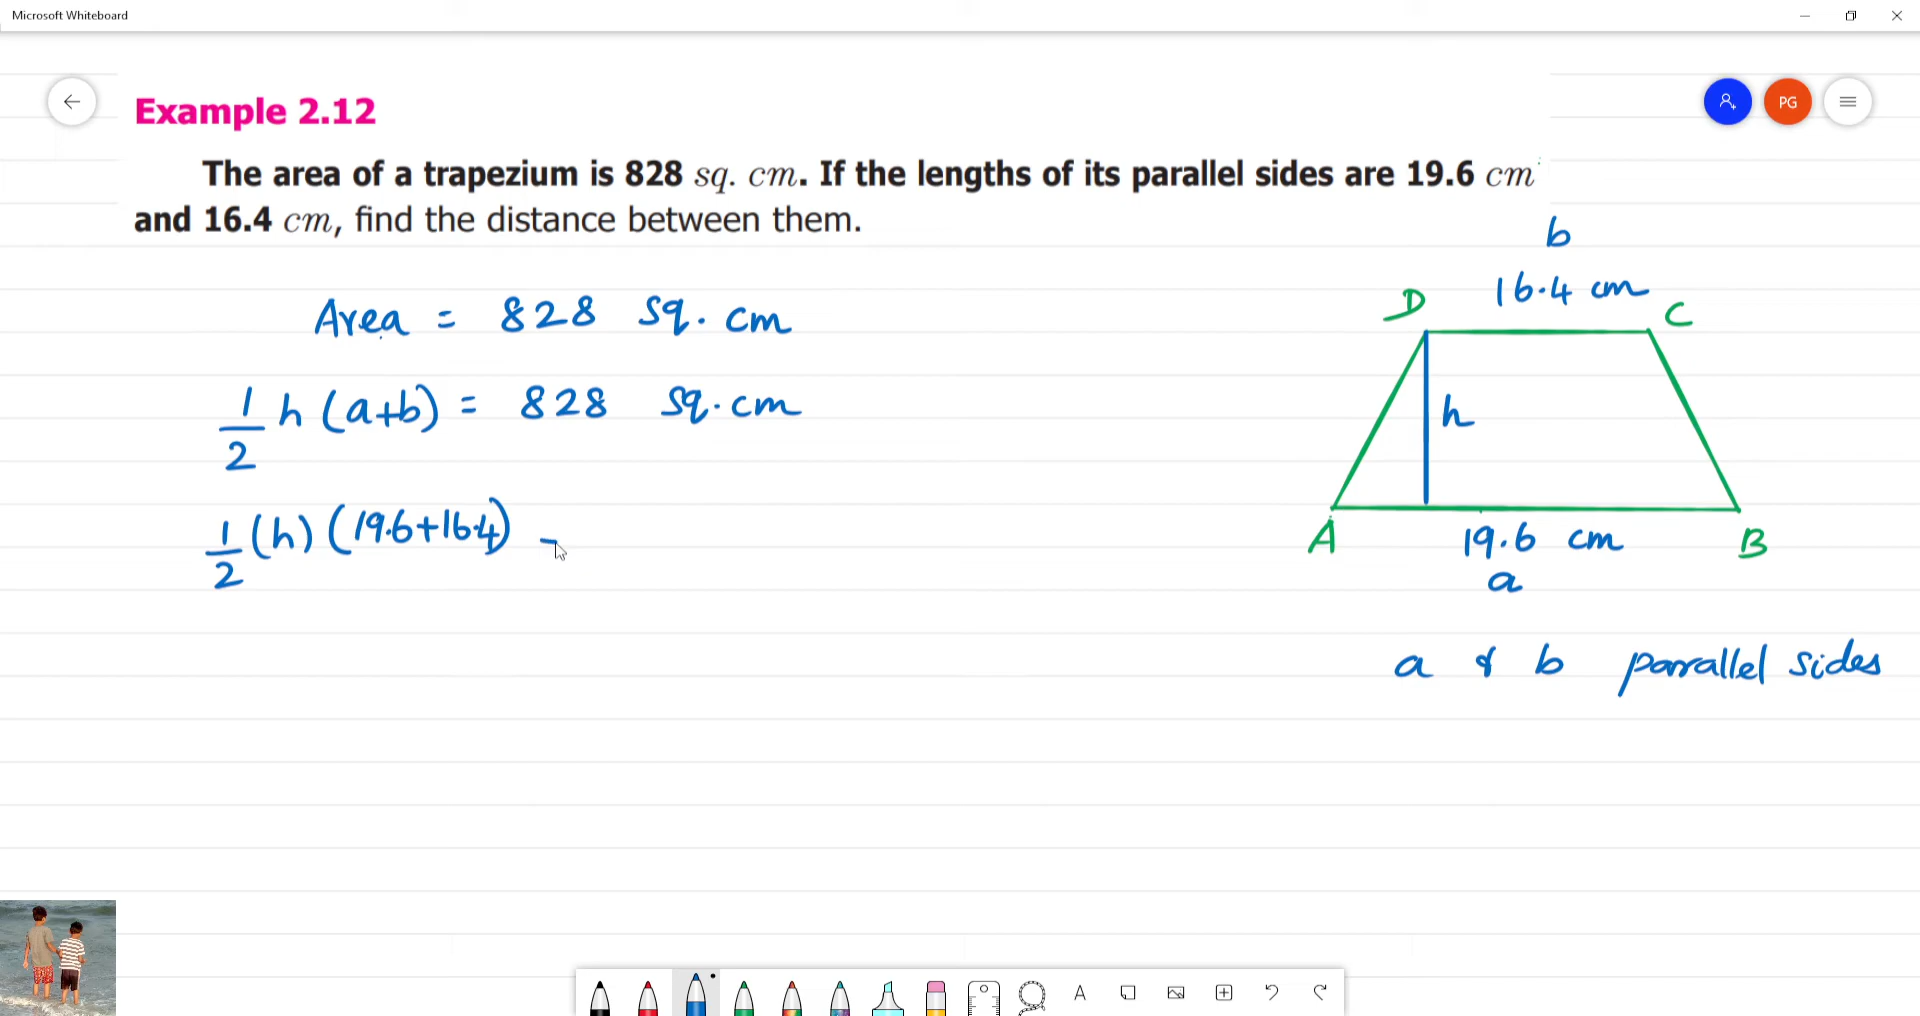 Microsoft Whiteboard
PG
Example 2.12
The area of a trapezium is 828 sq. cm. If the lengths of its parallel sides are 19.6 cm
and 16.4 cm, find the distance between them.
Area = 828 sq. cm
1/2 h (a+b) = 828 sq. cm
1/2 (h) (19.6+16.4) -
b
16.4 cm
D C
h
A B
19.6 cm
a
a & b parallel sides
A